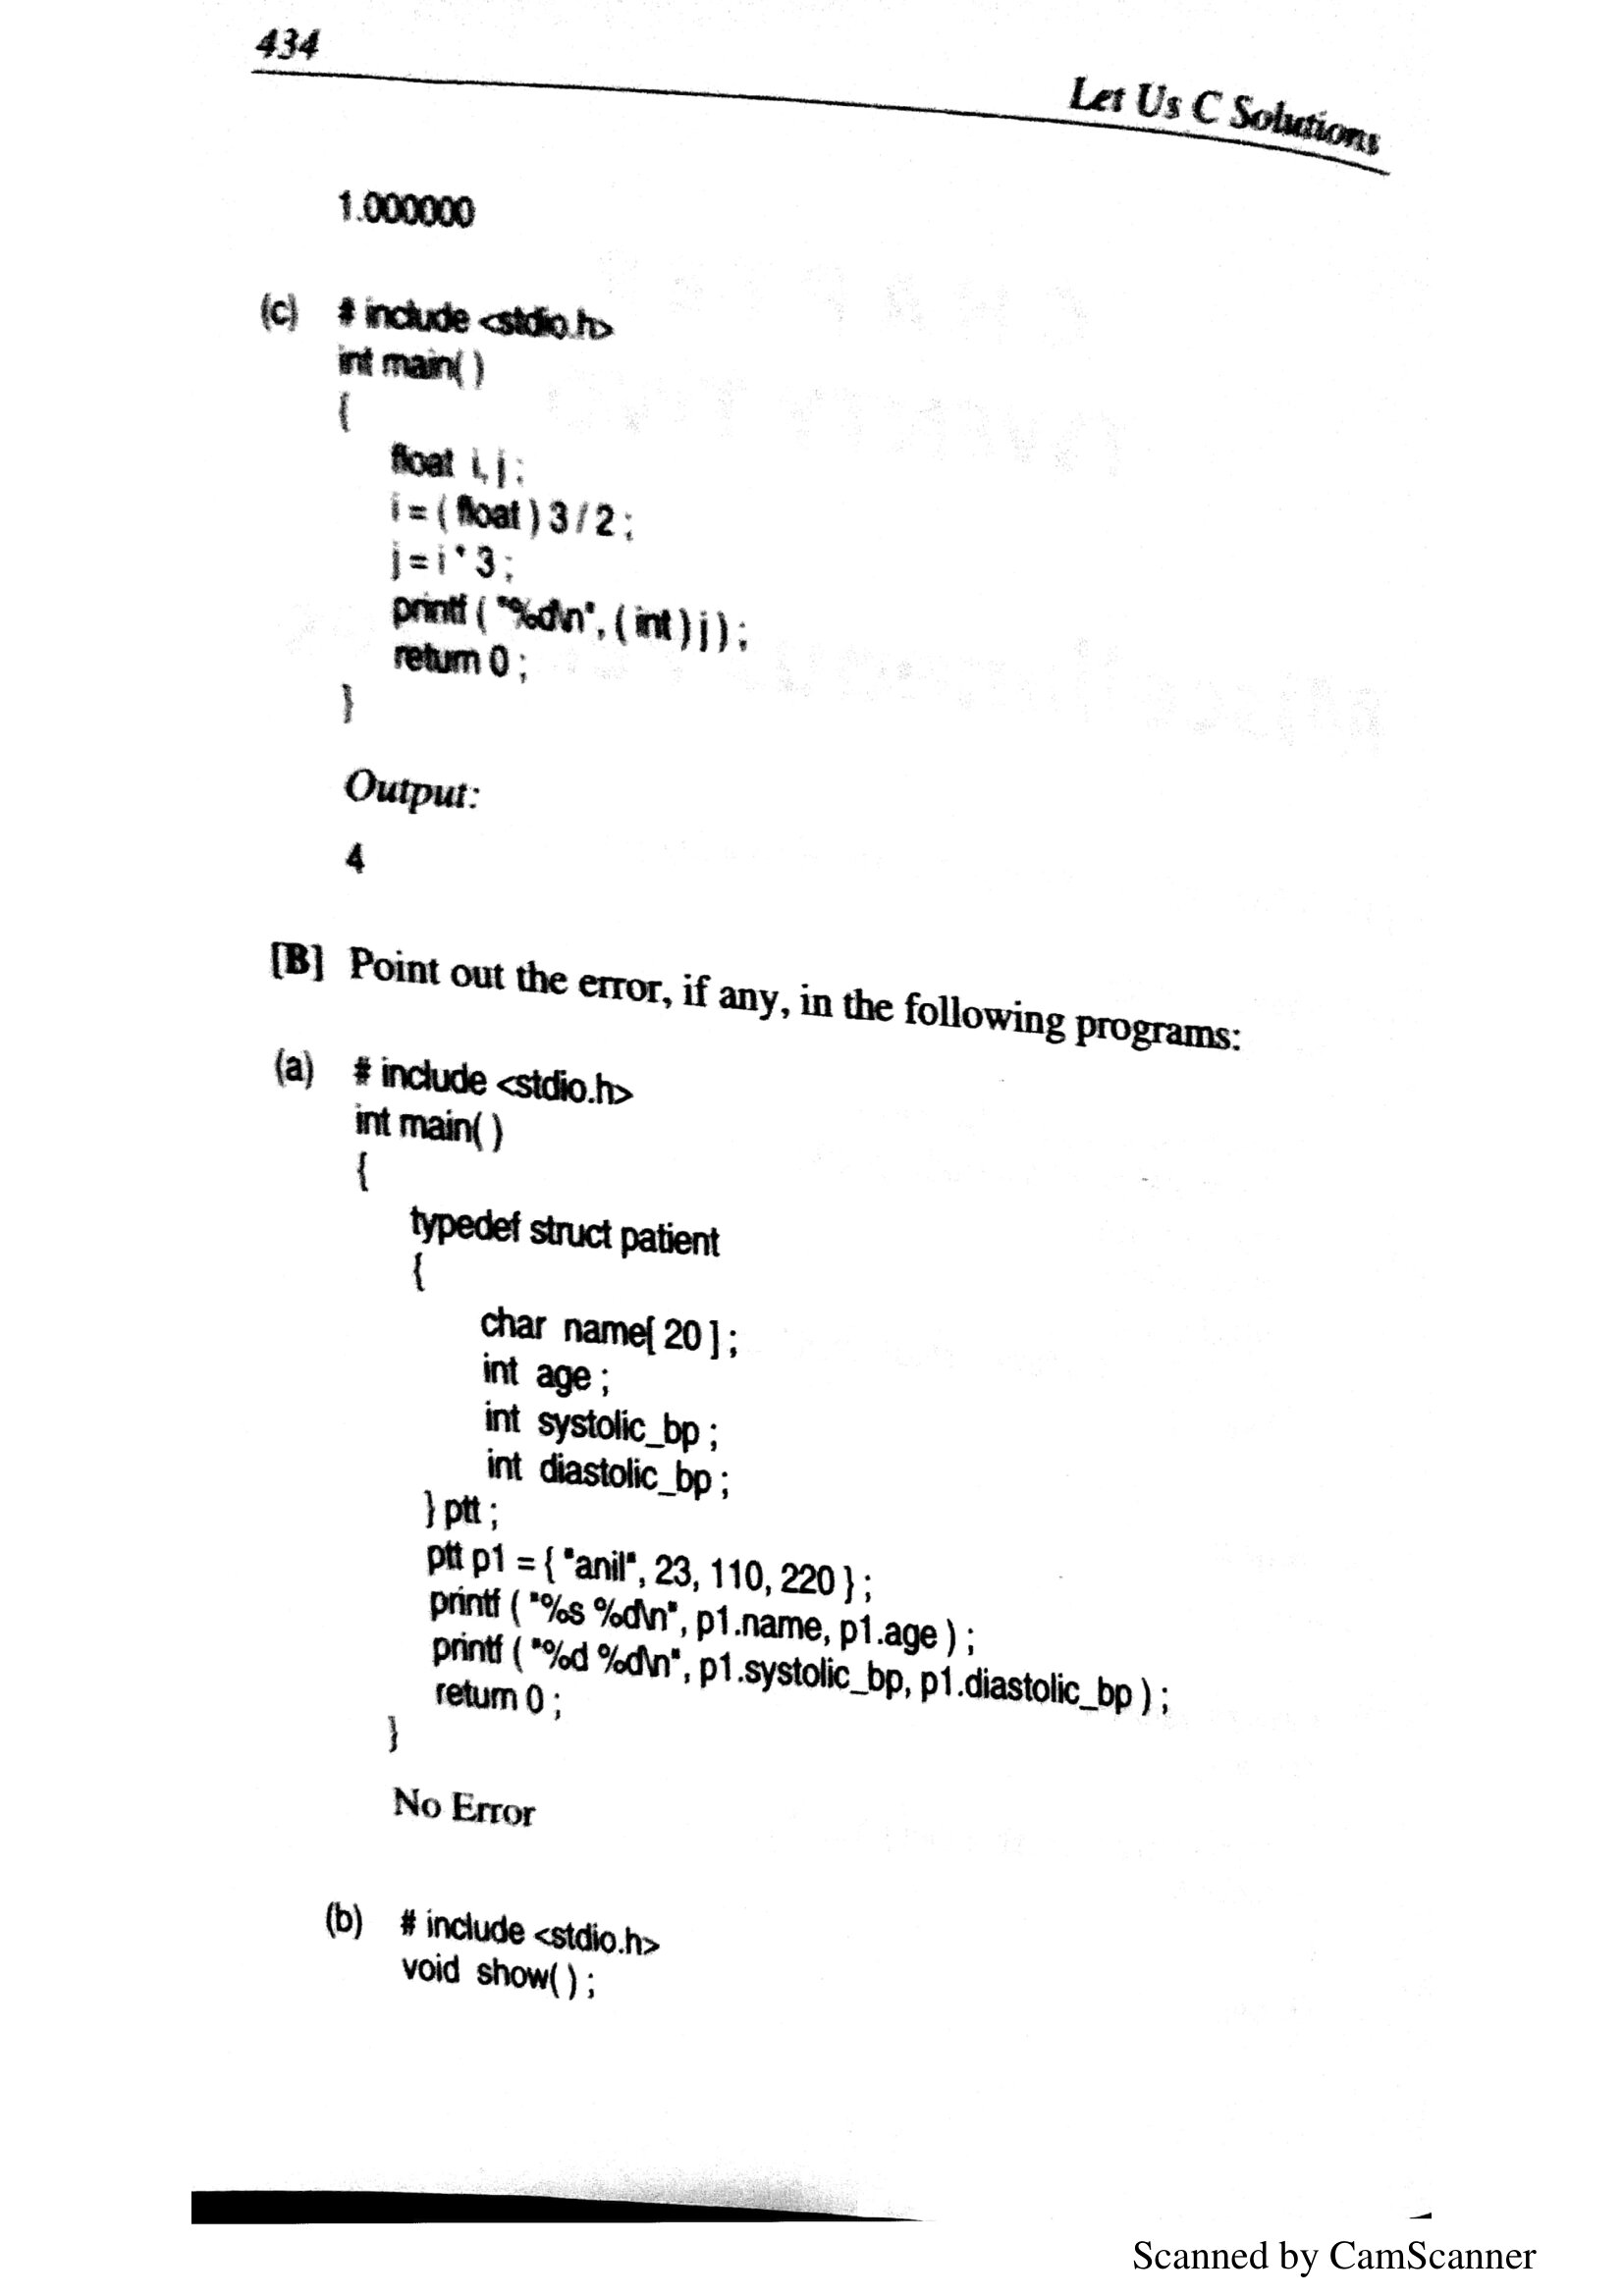 434
Let Us C Solutions
1.000000
(c) # include <stdio.h>
int main( )
{
float i, j ;
i = ( float ) 3 / 2 ;
j = i * 3 ;
printf ( "%d\n", ( int ) j ) ;
return 0 ;
}
Output:
4
[B] Point out the error, if any, in the following programs:
(a) # include <stdio.h>
int main( )
{
typedef struct patient
{
char name[ 20 ] ;
int age ;
int systolic_bp ;
int diastolic_bp ;
} ptt ;
ptt p1 = { "anil", 23, 110, 220 } ;
printf ( "%s %d\n", p1.name, p1.age ) ;
printf ( "%d %d\n", p1.systolic_bp, p1.diastolic_bp ) ;
return 0 ;
}
No Error
(b) # include <stdio.h>
void show( ) ;
Scanned by CamScanner